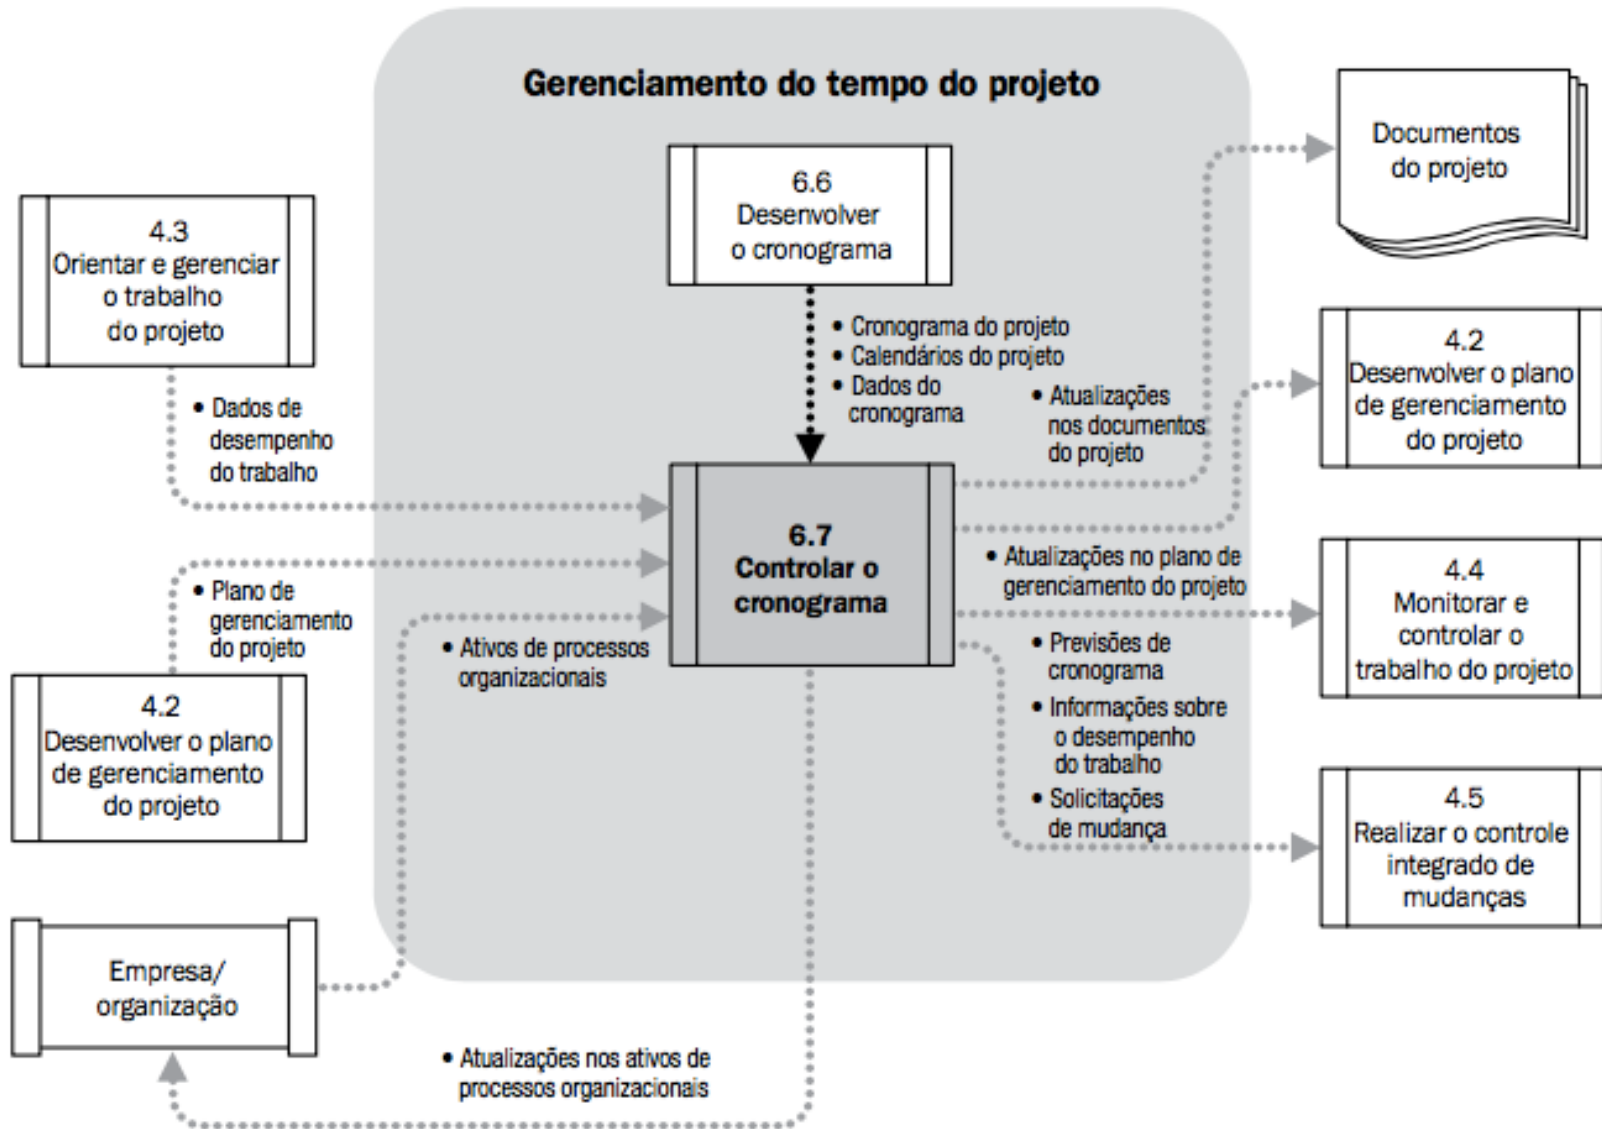 Gerenciamento do tempo do projeto
6.6
Desenvolver
o cronograma
Documentos
do projeto
4.3
Orientar e gerenciar
o trabalho
do projeto
• Cronograma do projeto
• Calendários do projeto
• Dados do
cronograma
4.2
Desenvolver o plano
de gerenciamento
do projeto
• Dados de
desempenho
do trabalho
• Atualizações
nos documentos
do projeto
6.7
Controlar o
cronograma
• Atualizações no plano de
gerenciamento do projeto
4.4
Monitorar e
controlar o
trabalho do projeto
• Plano de
gerenciamento
do projeto
• Ativos de processos
organizacionais
• Previsões de
cronograma
• Informações sobre
o desempenho
do trabalho
• Solicitações
de mudança
4.2
Desenvolver o plano
de gerenciamento
do projeto
4.5
Realizar o controle
integrado de
mudanças
Empresa/
organização
• Atualizações nos ativos de
processos organizacionais